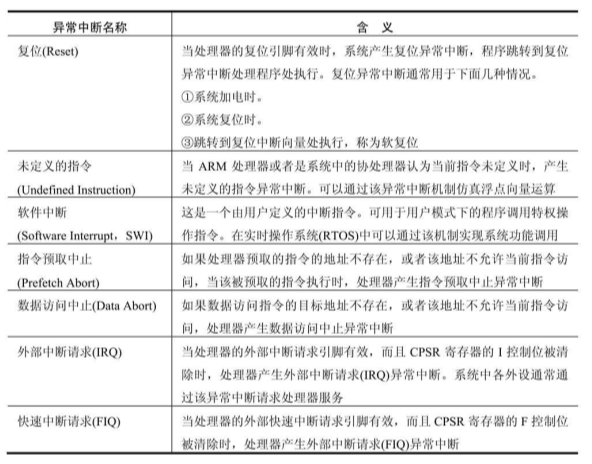 异常中断名称 含 义
复位(Reset) 当处理器的复位引脚有效时，系统产生复位异常中断，程序跳转到复位
异常中断处理程序处执行。复位异常中断通常用于下面几种情况。
①系统加电时。
②系统复位时。
③跳转到复位中断向量处执行，称为软复位
未定义的指令 当 ARM 处理器或者是系统中的协处理器认为当前指令未定义时，产生
(Undefined Instruction) 未定义的指令异常中断。可以通过该异常中断机制仿真浮点向量运算
软件中断 这是一个由用户定义的中断指令。可用于用户模式下的程序调用特权操
(Software Interrupt，SWI) 作指令。在实时操作系统(RTOS)中可以通过该机制实现系统功能调用
指令预取中止 如果处理器预取的指令的地址不存在，或者该地址不允许当前指令访
(Prefetch Abort) 问，当该被预取的指令执行时，处理器产生指令预取中止异常中断
数据访问中止(Data Abort) 如果数据访问指令的目标地址不存在，或者该地址不允许当前指令访
问，处理器产生数据访问中止异常中断
外部中断请求(IRQ) 当处理器的外部中断请求引脚有效，而且 CPSR 寄存器的 I 控制位被清
除时，处理器产生外部中断请求(IRQ)异常中断。系统中各外设通常通
过该异常中断请求处理器服务
快速中断请求(FIQ) 当处理器的外部快速中断请求引脚有效，而且 CPSR 寄存器的 F 控制位
被清除时，处理器产生外部中断请求(FIQ)异常中断